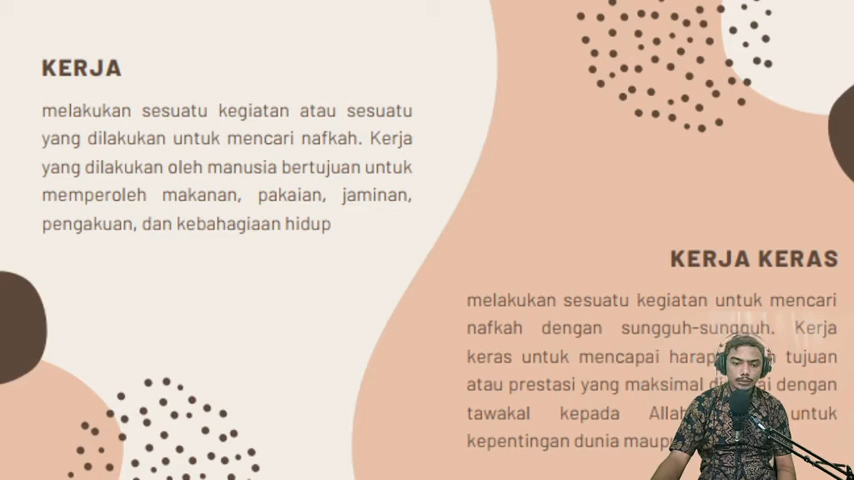 KERJA
melakukan sesuatu kegiatan atau sesuatu
yang dilakukan untuk mencari nafkah. Kerja
yang dilakukan oleh manusia bertujuan untuk
memperoleh makanan, pakaian, jaminan,
pengakuan, dan kebahagiaan hidup
KERJA KERAS
melakukan sesuatu kegiatan untuk mencari
nafkah dengan sungguh-sungguh. Kerja
keras untuk mencapai tujuan
atau prestasi yang maksimal dengan
tawakal kepada untuk
kepentingan dunia